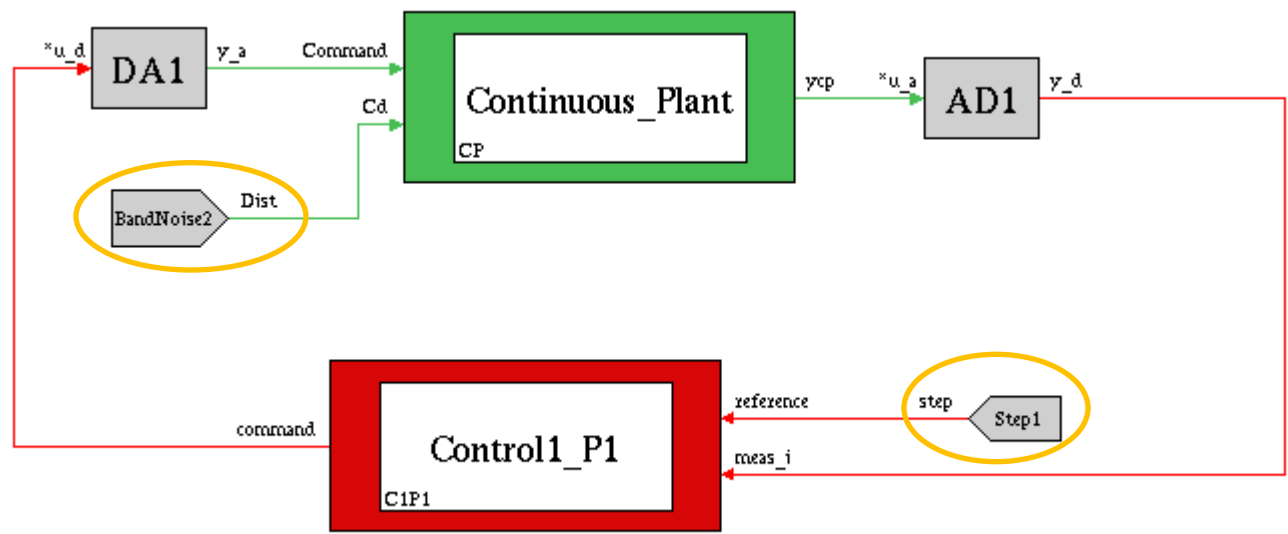 *u_d
DA1
y_a
Command
Cd
Continuous_Plant
CP
ycp
*u_a
AD1
y_d
BandNoise2
Dist
command
Control1_P1
C1P1
reference
meas_i
step
Step1